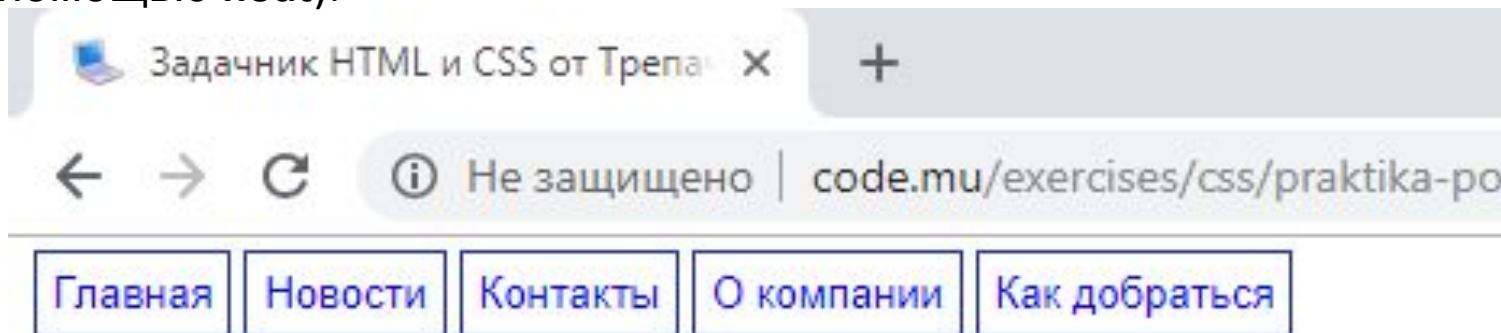 Задачник HTML и CSS от Трепа
Не защищено | code.mu/exercises/css/praktika-po
Главная Новости Контакты О компании Как добраться